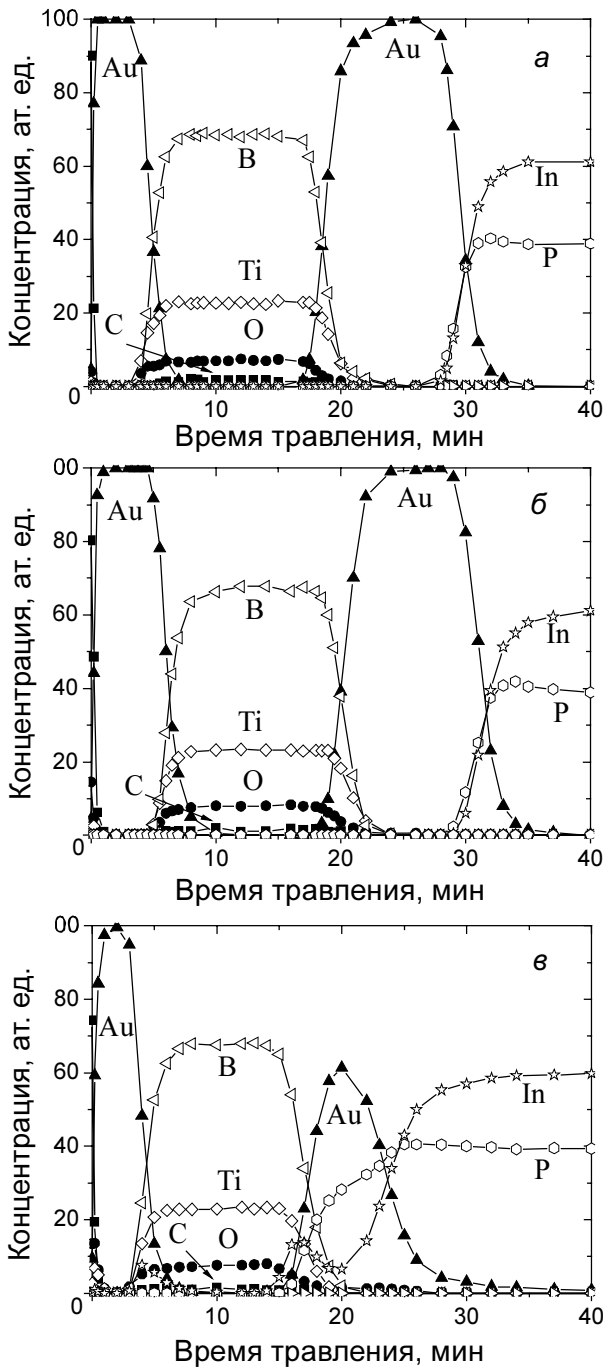 Концентрация, ат. ед.
100
80
60
40
20
0
Au
Au
а
B
In
Ti
P
C
O
0
10
20
30
40
Время травления, мин
Концентрация, ат. ед.
00
80
60
40
20
0
Au
Au
б
B
In
Ti
P
C
O
0
10
20
30
40
Время травления, мин
Концентрация, ат. ед.
00
80
60
40
20
0
Au
в
B
Au
In
P
Ti
C
O
10
20
30
40
Время травления, мин